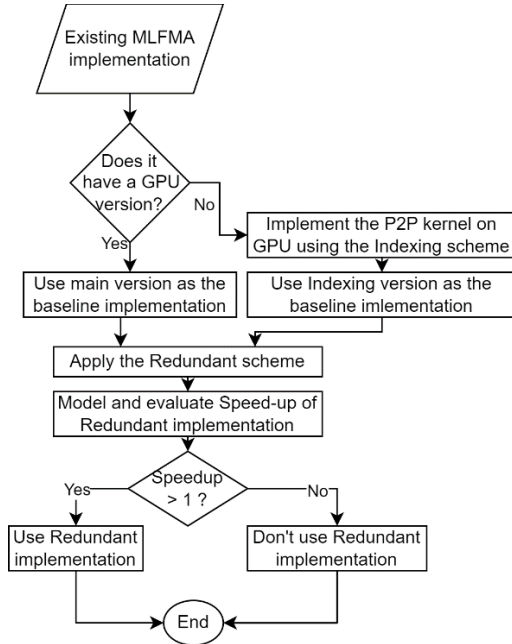 Existing MLFMA
implementation
Does it
have a GPU
version?
No
Yes
Implement the P2P kernel on
GPU using the Indexing scheme
Use main version as the
baseline implementation
Use Indexing version as the
baseline imlementation
Apply the Redundant scheme
Model and evaluate Speed-up of
Redundant implementation
Speedup
> 1 ?
Yes
No
Use Redundant
implementation
Don't use Redundant
implementation
End